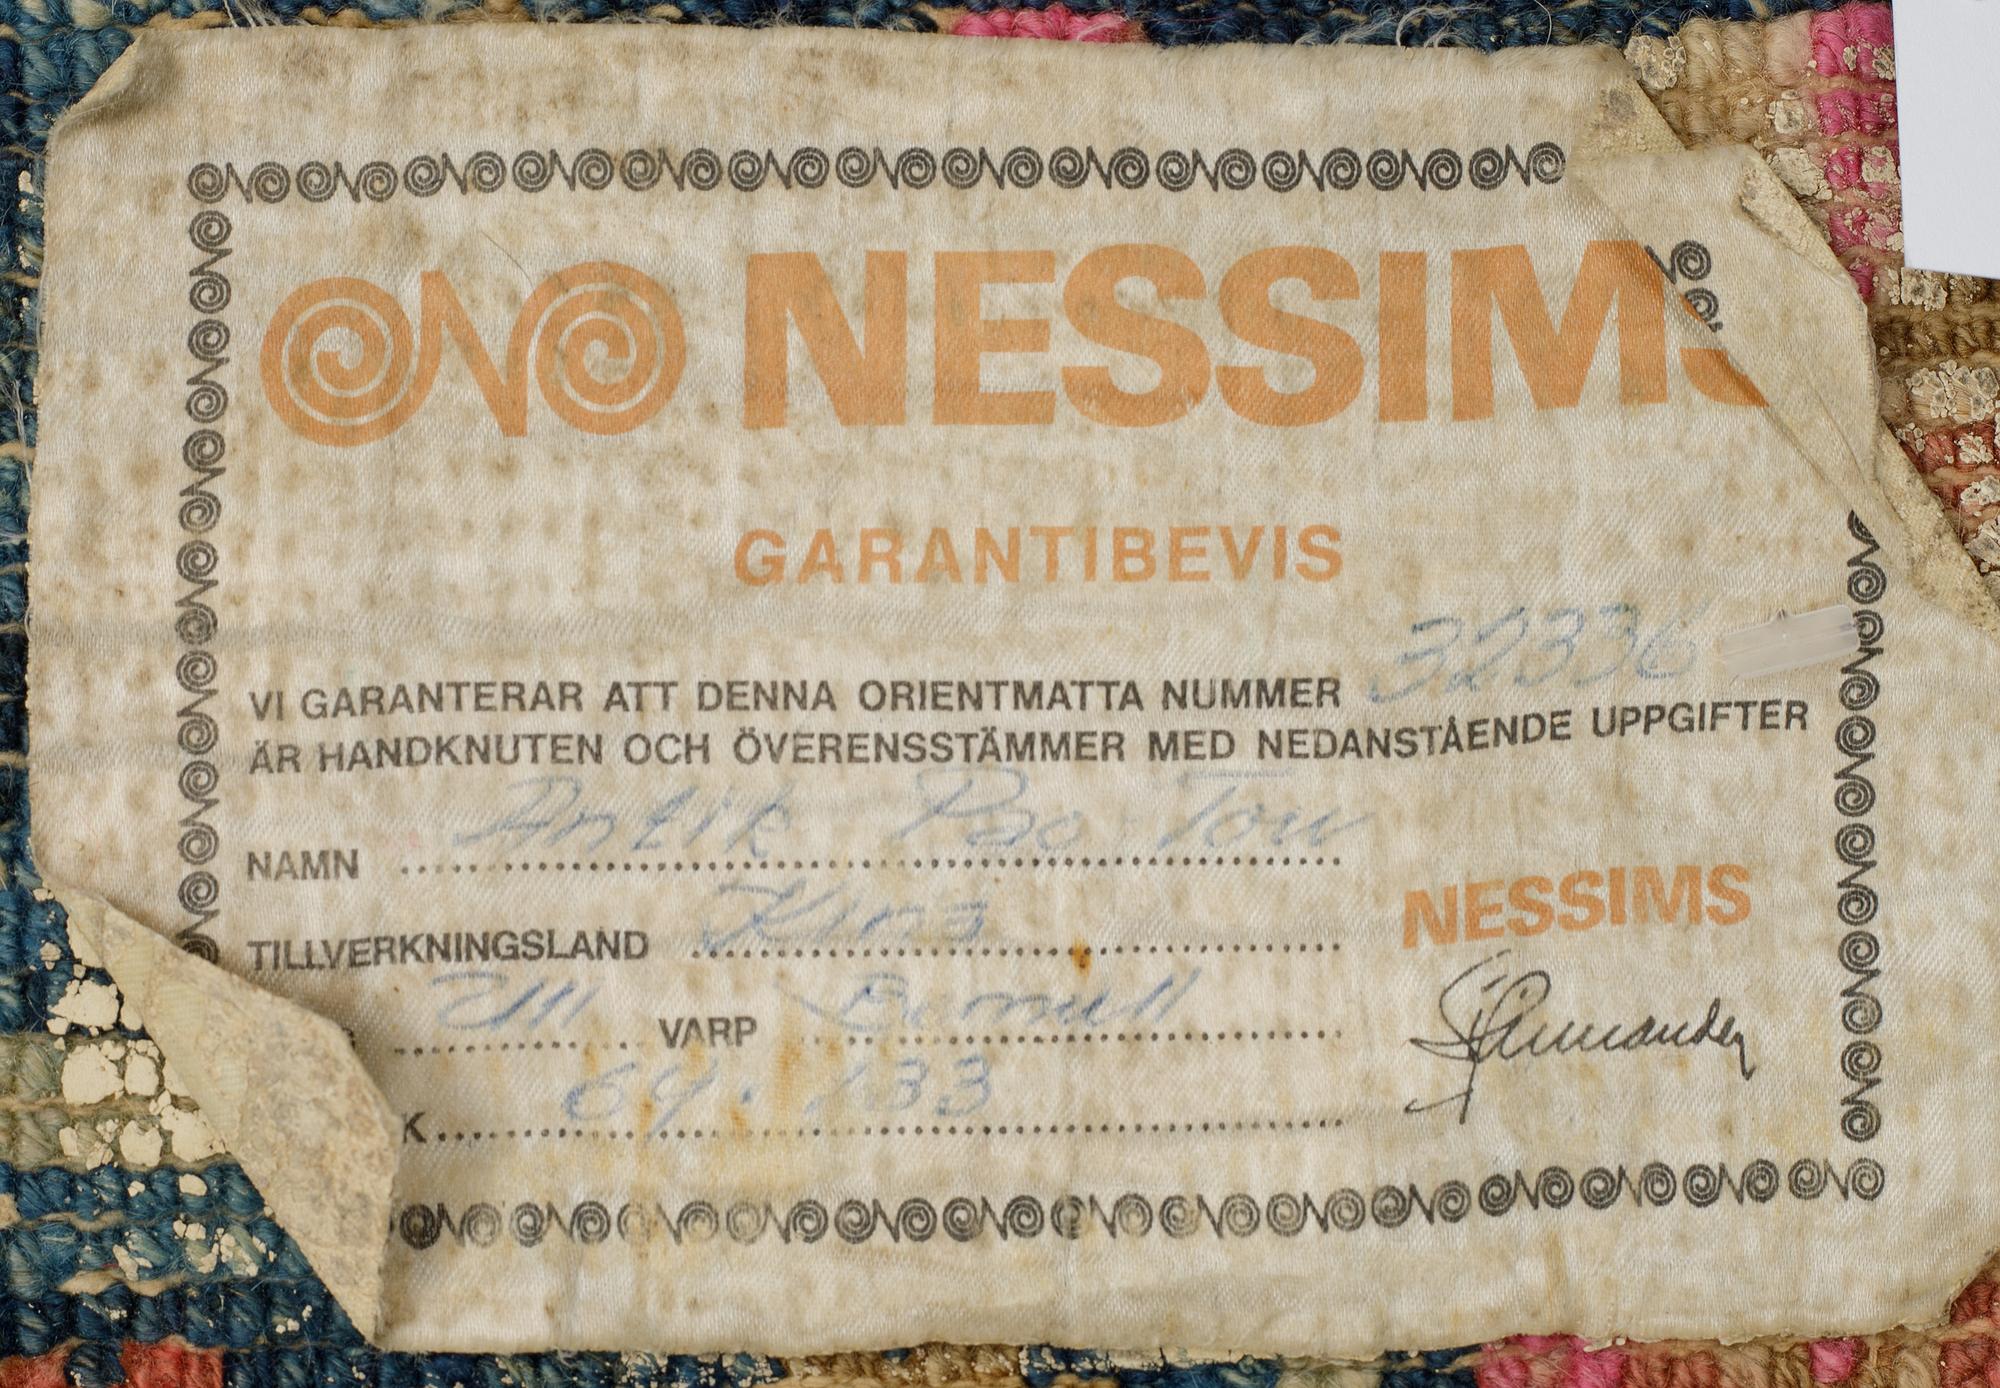 NESSIMS
GARANTIBEVIS
VI GARANTERAR ATT DENNA ORIENTMATTA NUMMER 32336
ÄR HANDKNUTEN OCH ÖVERENSSTÄMMER MED NEDANSTÅENDE UPPGIFTER
NAMN Antik Pao Tou
TILLVERKNINGSLAND Kina
NESSIMS
Ull VARP Bomull
K 69 · 133